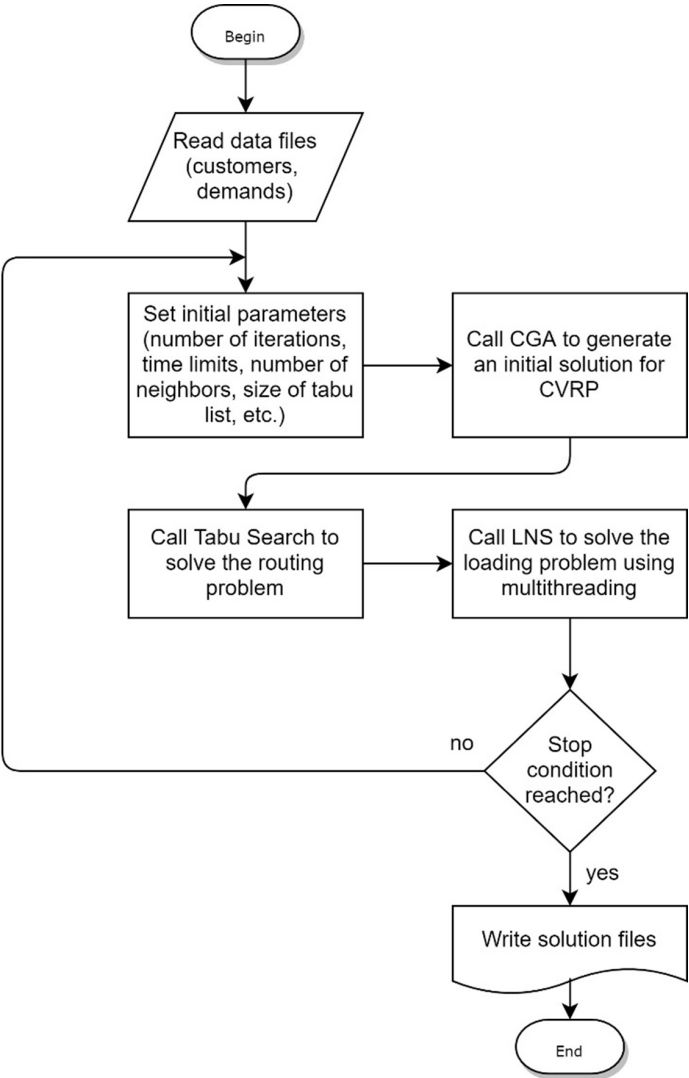 Begin
Read data files
(customers,
demands)
Set initial parameters
(number of iterations,
time limits, number of
neighbors, size of tabu
list, etc.)
Call CGA to generate
an initial solution for
CVRP
Call Tabu Search to
solve the routing
problem
Call LNS to solve the
loading problem using
multithreading
no
Stop
condition
reached?
yes
Write solution files
End